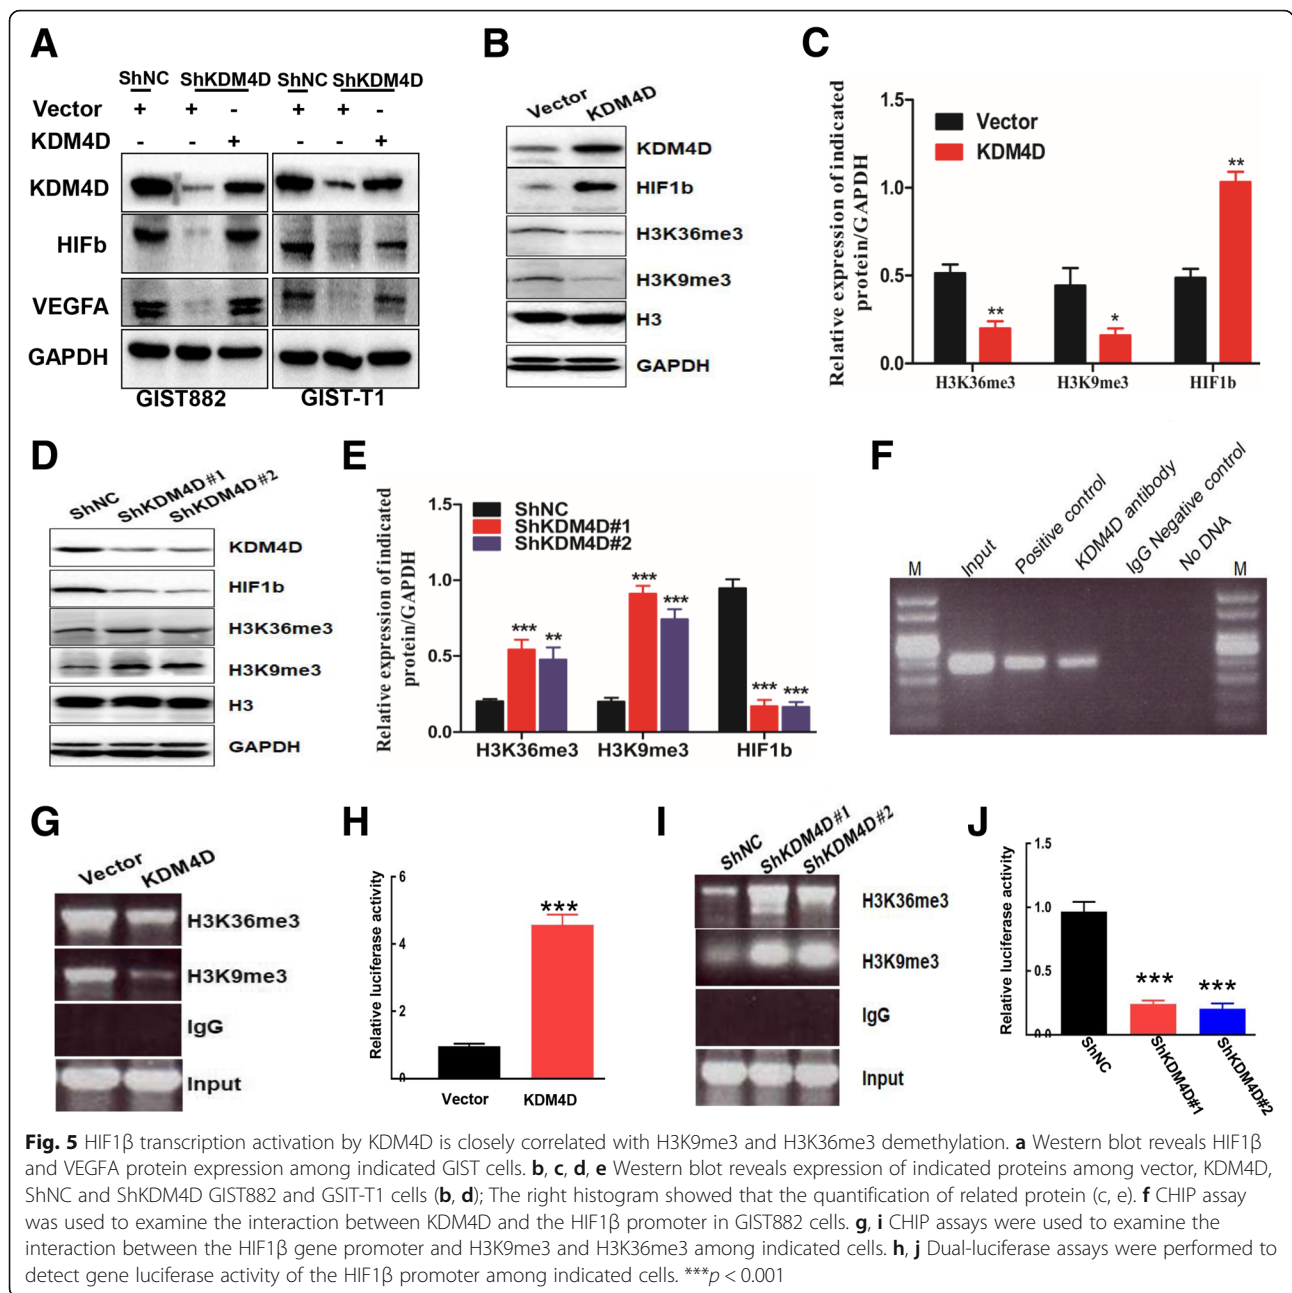 A
ShNC ShKDM4D ShNC ShKDM4D
Vector + + - + + -
KDM4D - - + - - +
KDM4D
HIFb
VEGFA
GAPDH
GIST882 GIST-T1
B
Vector KDM4D
KDM4D
HIF1b
H3K36me3
H3K9me3
H3
GAPDH
C
Relative expression of indicated
protein/GAPDH
1.5
1.0
0.5
0.0
Vector
KDM4D
** * **
H3K36me3 H3K9me3 HIF1b
D
ShNC ShKDM4D#1 ShKDM4D#2
KDM4D
HIF1b
H3K36me3
H3K9me3
H3
GAPDH
E
Relative expression of indicated
protein/GAPDH
1.5
1.0
0.5
0.0
ShNC
ShKDM4D#1
ShKDM4D#2
*** ** *** *** *** ***
H3K36me3 H3K9me3 HIF1b
F
M Input Positive control KDM4D antibody IgG Negative control No DNA M
G
Vector KDM4D
H3K36me3
H3K9me3
IgG
Input
H
Relative luciferase activity
6
4
2
0
***
Vector KDM4D
I
ShNC ShKDM4D#1 ShKDM4D#2
H3K36me3
H3K9me3
IgG
Input
J
Relative luciferase activity
1.5
1.0
0.5
0.0
*** ***
ShNC ShKDM4D#1 ShKDM4D#2
Fig. 5 HIF1β transcription activation by KDM4D is closely correlated with H3K9me3 and H3K36me3 demethylation. a Western blot reveals HIF1β
and VEGFA protein expression among indicated GIST cells. b, c, d, e Western blot reveals expression of indicated proteins among vector, KDM4D,
ShNC and ShKDM4D GIST882 and GSIT-T1 cells (b, d); The right histogram showed that the quantification of related protein (c, e). f CHIP assay
was used to examine the interaction between KDM4D and the HIF1β promoter in GIST882 cells. g, i CHIP assays were used to examine the
interaction between the HIF1β gene promoter and H3K9me3 and H3K36me3 among indicated cells. h, j Dual-luciferase assays were performed to
detect gene luciferase activity of the HIF1β promoter among indicated cells. ***p < 0.001